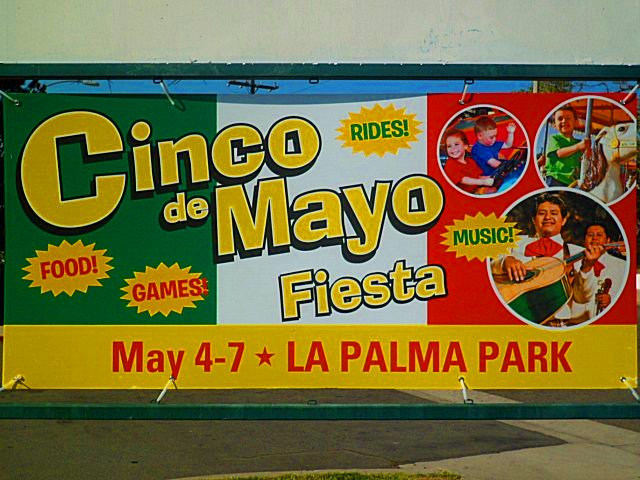 Cinco
de Mayo
Fiesta
RIDES!
MUSIC!
FOOD!
GAMES!
May 4-7 ★ LA PALMA PARK